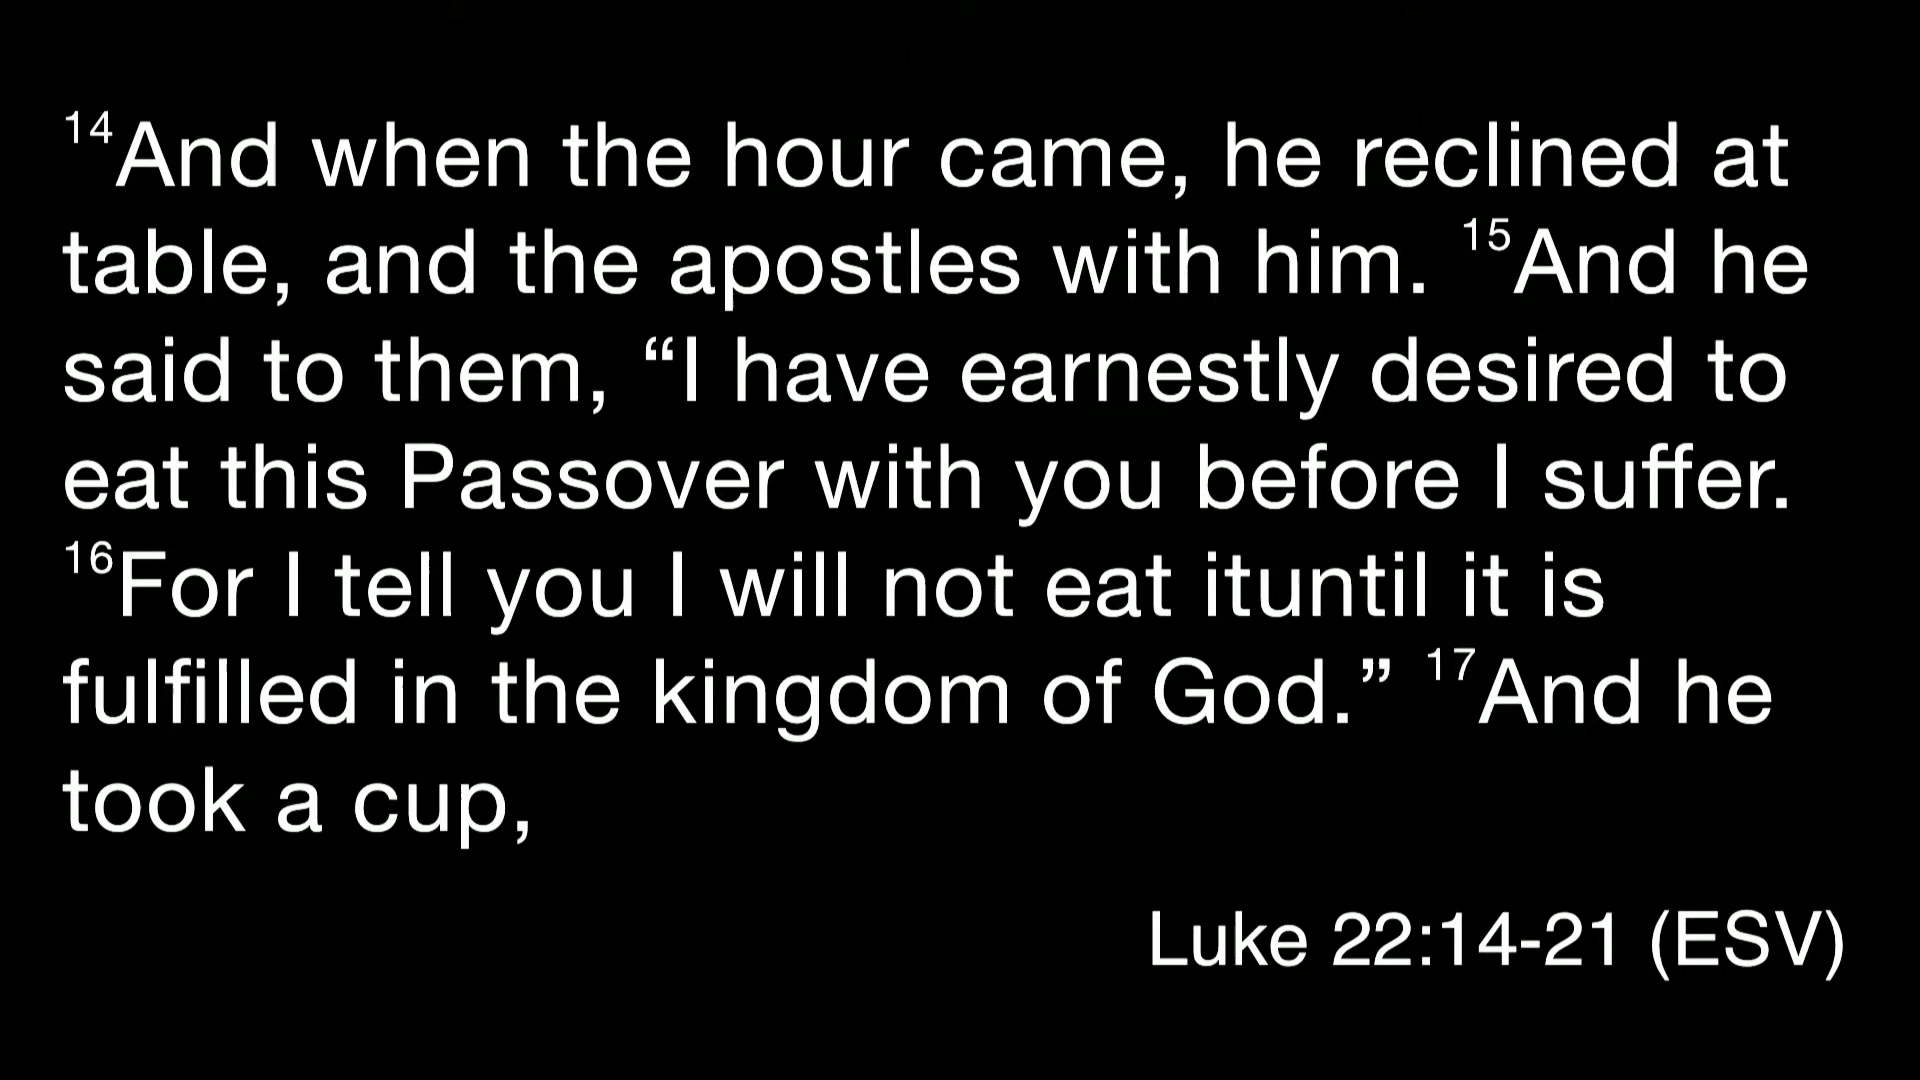 14And when the hour came, he reclined at
table, and the apostles with him. 15And he
said to them, “I have earnestly desired to
eat this Passover with you before I suffer.
16For I tell you I will not eat ituntil it is
fulfilled in the kingdom of God.” 17And he
took a cup,
Luke 22:14-21 (ESV)